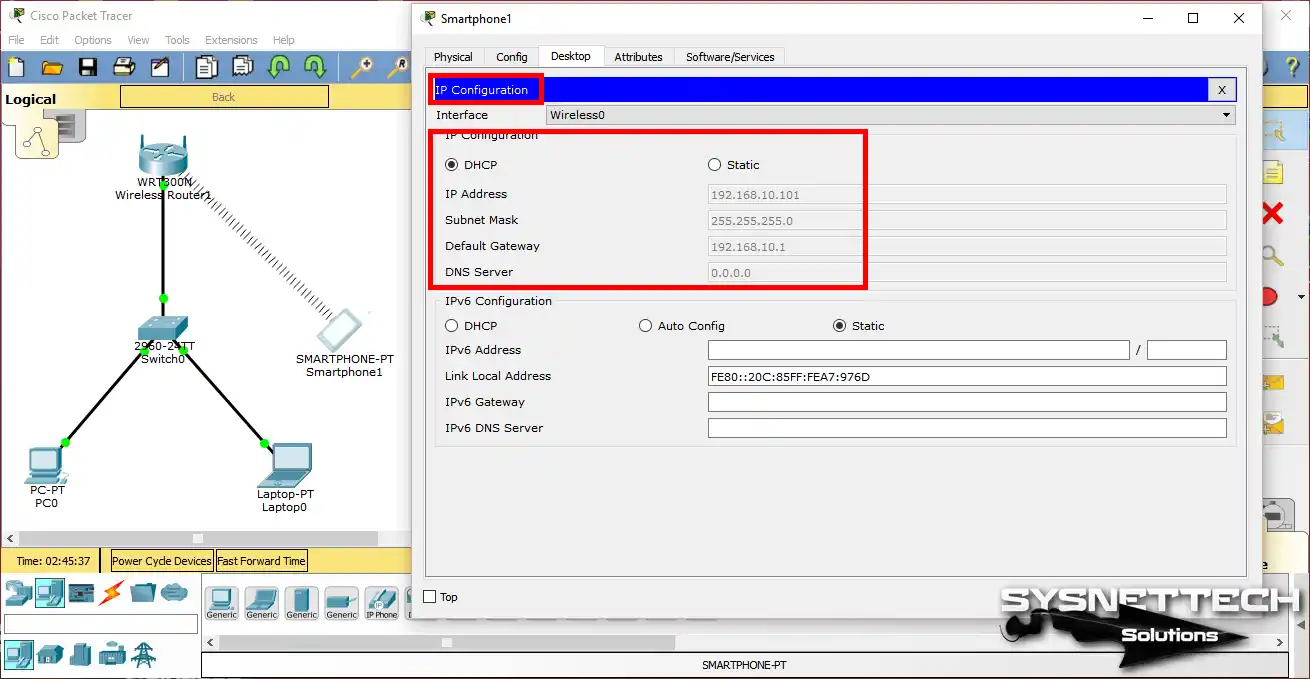 Cisco Packet Tracer
File Edit Options View Tools Extensions Help
Logical
Back
WRT300N
Wireless Router1
SMARTPHONE-PT
Smartphone1
2960-24TT
Switch0
PC-PT
PC0
Laptop-PT
Laptop0
Time: 02:45:37
Power Cycle Devices Fast Forward Time
Generic Generic Generic Generic IP Phone
SMARTPHONE-PT
Smartphone1
Physical Config Desktop Attributes Software/Services
IP Configuration
X
Interface Wireless0
IP Configuration
DHCP Static
IP Address 192.168.10.101
Subnet Mask 255.255.255.0
Default Gateway 192.168.10.1
DNS Server 0.0.0.0
IPv6 Configuration
DHCP Auto Config Static
IPv6 Address /
Link Local Address FE80::20C:85FF:FEA7:976D
IPv6 Gateway
IPv6 DNS Server
Top
SYSNETTECH
Solutions